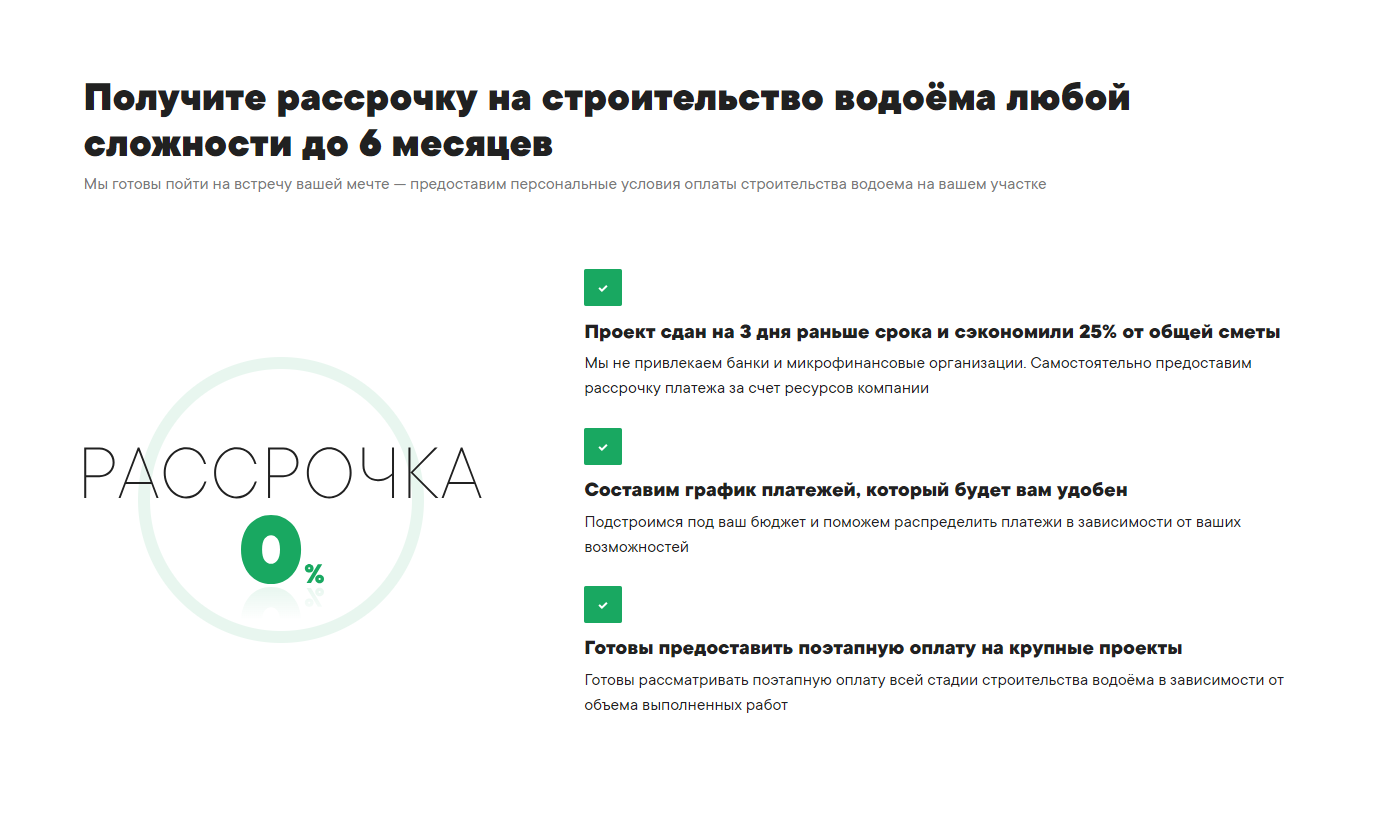 Получите рассрочку на строительство водоёма любой
сложности до 6 месяцев
Мы готовы пойти на встречу вашей мечте — предоставим персональные условия оплаты строительства водоема на вашем участке
РАССРОЧКА
0%
Проект сдан на 3 дня раньше срока и сэкономили 25% от общей сметы
Мы не привлекаем банки и микрофинансовые организации. Самостоятельно предоставим
рассрочку платежа за счет ресурсов компании
Составим график платежей, который будет вам удобен
Подстроимся под ваш бюджет и поможем распределить платежи в зависимости от ваших
возможностей
Готовы предоставить поэтапную оплату на крупные проекты
Готовы рассматривать поэтапную оплату всей стадии строительства водоёма в зависимости от
объема выполненных работ